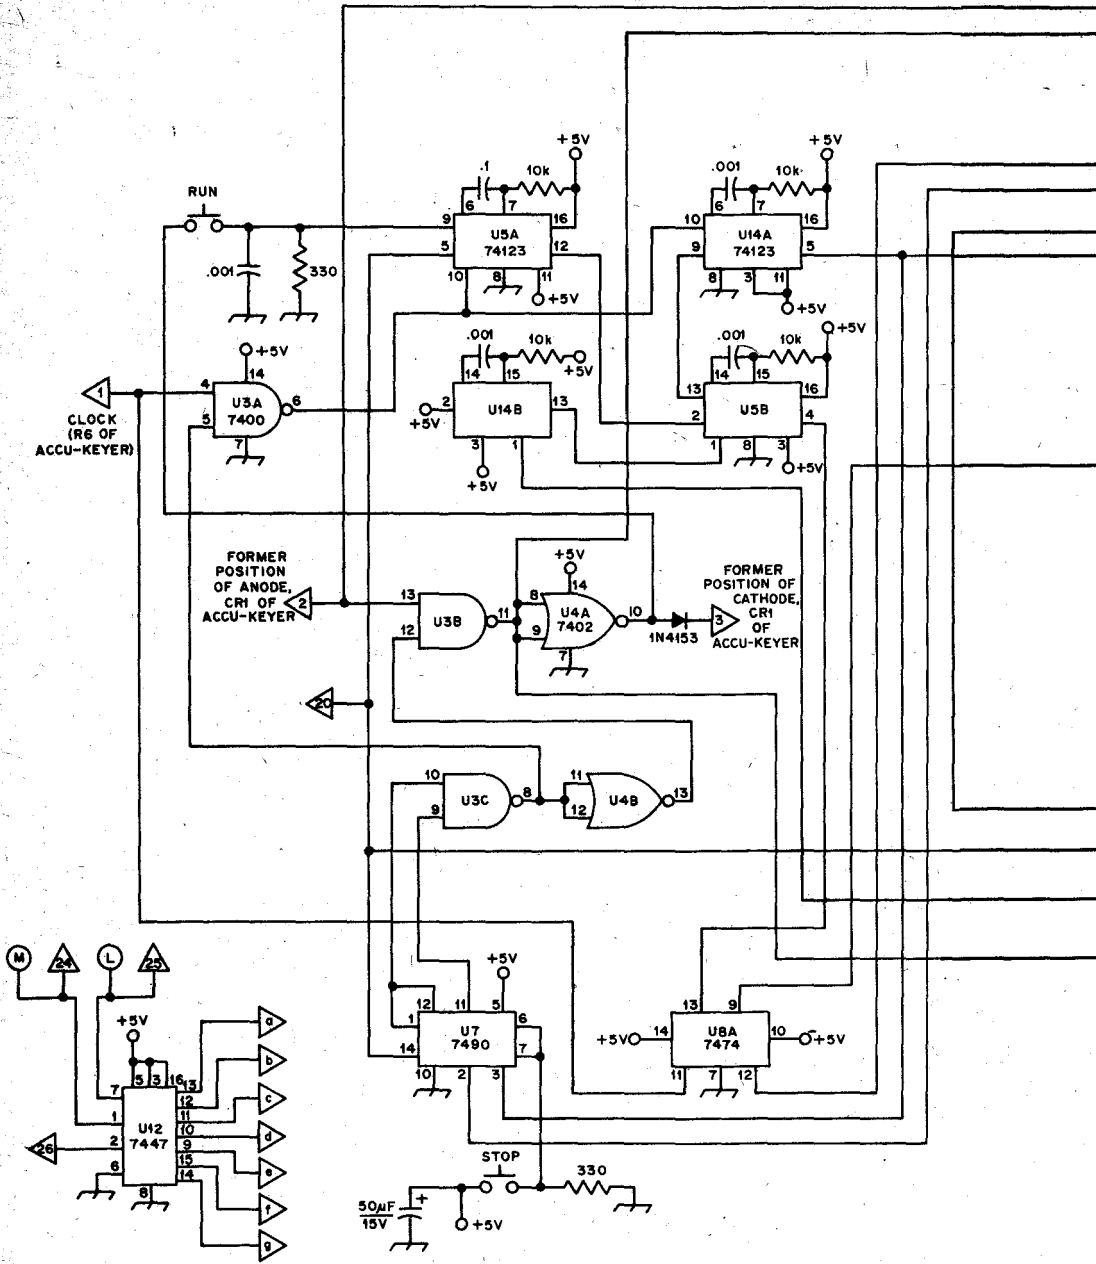 +5V
+5V
.1
10k
.001
10k
RUN
6
7
6
7
9
U5A
74123
16
10
U14A
74123
16
5
12
9
5
.001
330
10
8
11
+5V
8
3
11
+5V
+5V
+5V
.001
10k
+5V
.001
10k
14
14
15
14
15
1
4
U3A
7400
6
2
U14B
13
13
U5B
16
CLOCK
(R6 OF
ACCU-KEYER)
5
+5V
2
4
7
3
1
1
8
3
+5V
+5V
FORMER
POSITION
OF ANODE,
CR1 OF
ACCU-KEYER
2
+5V
14
FORMER
POSITION OF
CATHODE,
CR1
OF
ACCU-KEYER
13
U3B
11
8
U4A
7402
10
3
12
9
1N4153
7
20
10
U3C
8
11
U4B
13
9
12
M
24
L
25
+5V
+5V
12
11
5
13
9
1
U7
7490
6
+5V
14
U8A
7474
10
+5V
14
7
10
2
3
11
7
12
a
b
c
d
e
f
g
5
3
16
13
7
12
1
U12
7447
11
10
26
2
9
6
15
14
8
STOP
330
50µF
15V
+
+5V